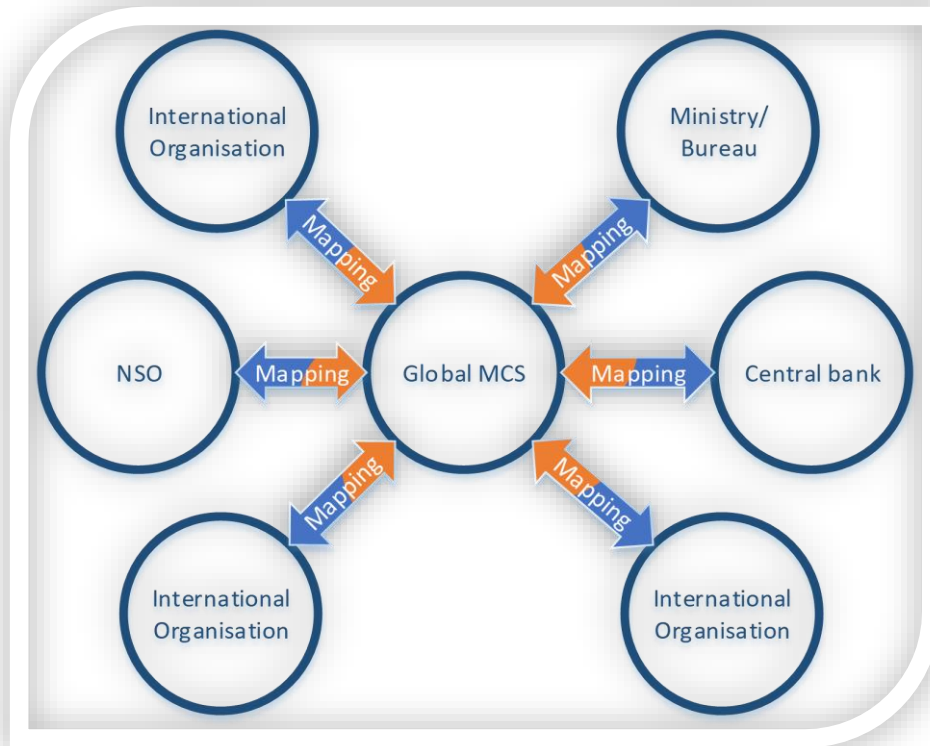 International
Organisation
Ministry/
Bureau
Mapping
Mapping
NSO
Mapping
Global MCS
Mapping
Central bank
Mapping
Mapping
International
Organisation
International
Organisation